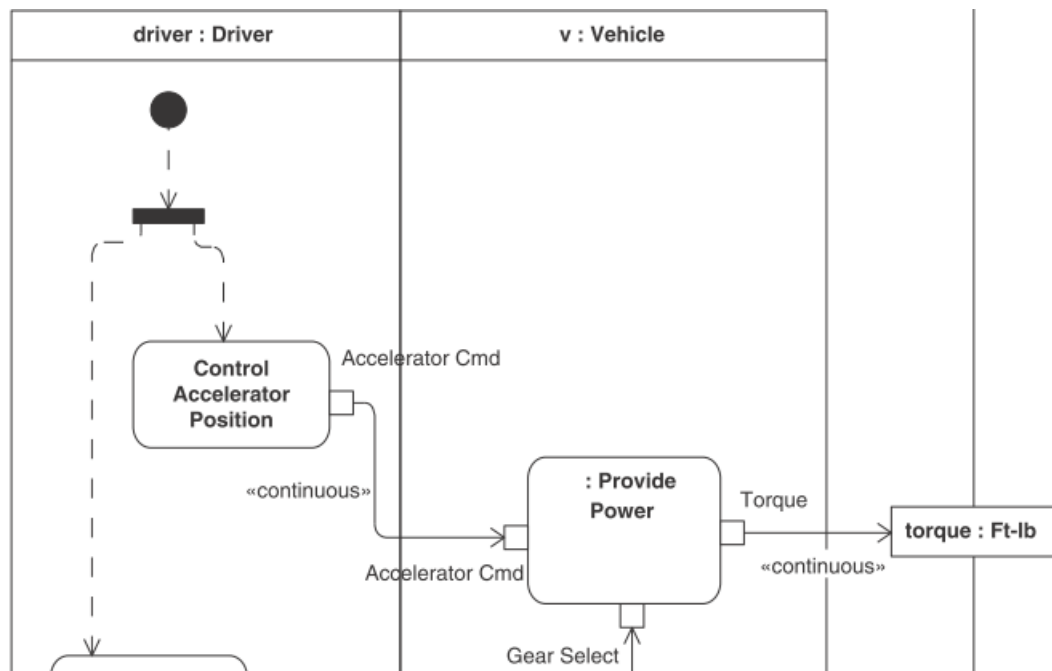 driver : Driver
v : Vehicle
Control
Accelerator
Position
Accelerator Cmd
«continuous»
: Provide
Power
Torque
torque : Ft-lb
«continuous»
Accelerator Cmd
Gear Select